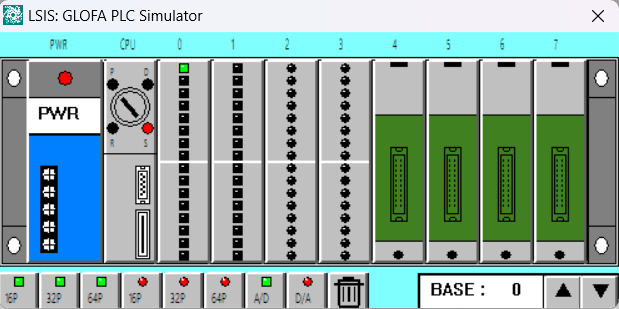 LSIS: GLOFA PLC Simulator
PWR CPU 0 1 2 3 4 5 6 7
P D
PWR
R S
16P 32P 64P 16P 32P 64P A/D D/A
BASE : 0